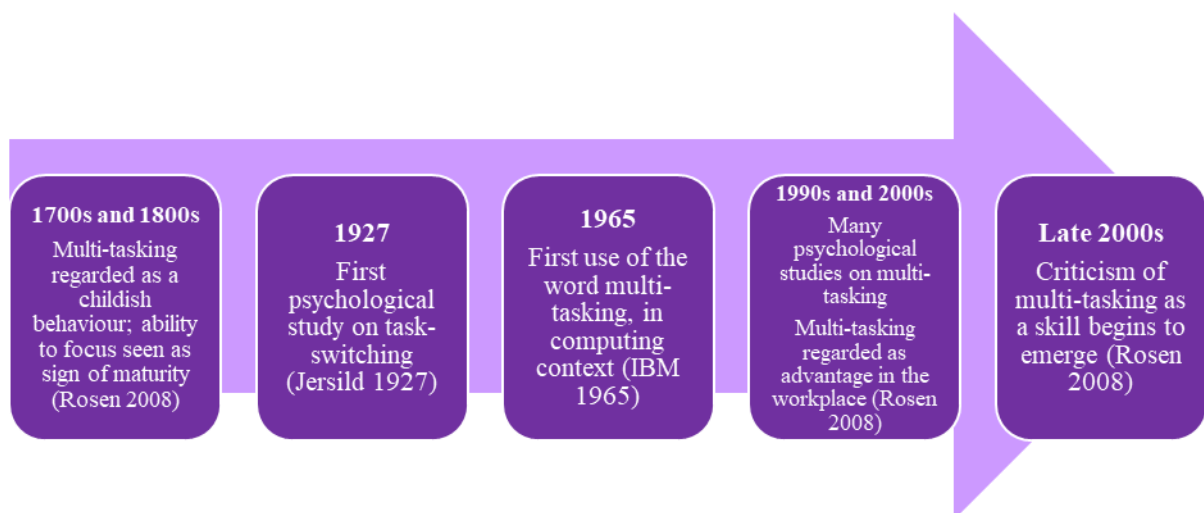 1700s and 1800s
Multi-tasking
regarded as a
childish
behaviour; ability
to focus seen as
sign of maturity
(Rosen 2008)
1927
First
psychological
study on task-
switching
(Jersild 1927)
1965
First use of the
word multi-
tasking, in
computing
context (IBM
1965)
1990s and 2000s
Many
psychological
studies on multi-
tasking
Multi-tasking
regarded as
advantage in the
workplace (Rosen
2008)
Late 2000s
Criticism of
multi-tasking as
a skill begins to
emerge (Rosen
2008)